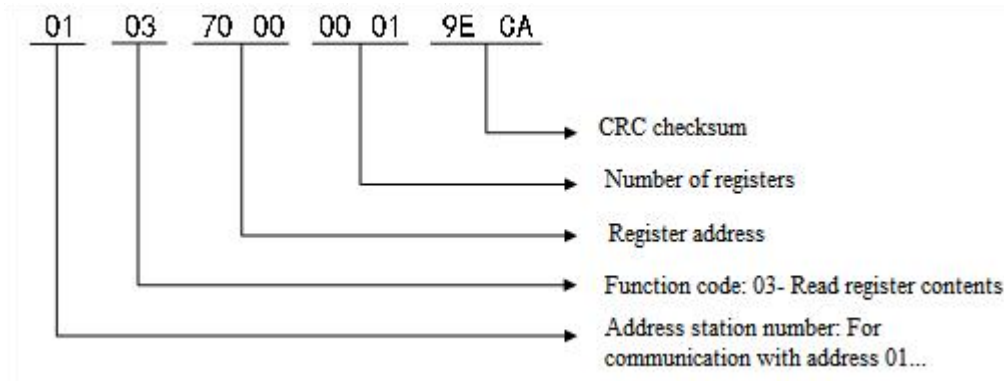 01 03 70 00 00 01 9E CA
CRC checksum
Number of registers
Register address
Function code: 03- Read register contents
Address station number: For
communication with address 01...